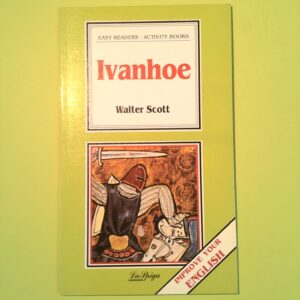 EASY READERS - ACTIVITY BOOKS
Ivanhoe
Walter Scott
La Spiga
IMPROVE YOUR
ENGLISH